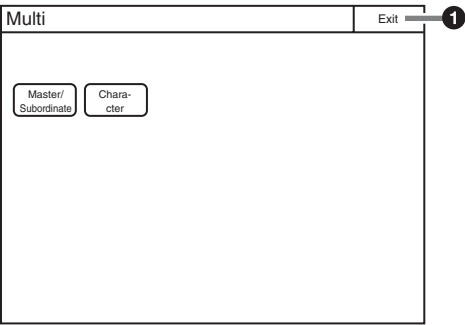 Multi
Exit
1
Master/
Subordinate
Chara-
cter